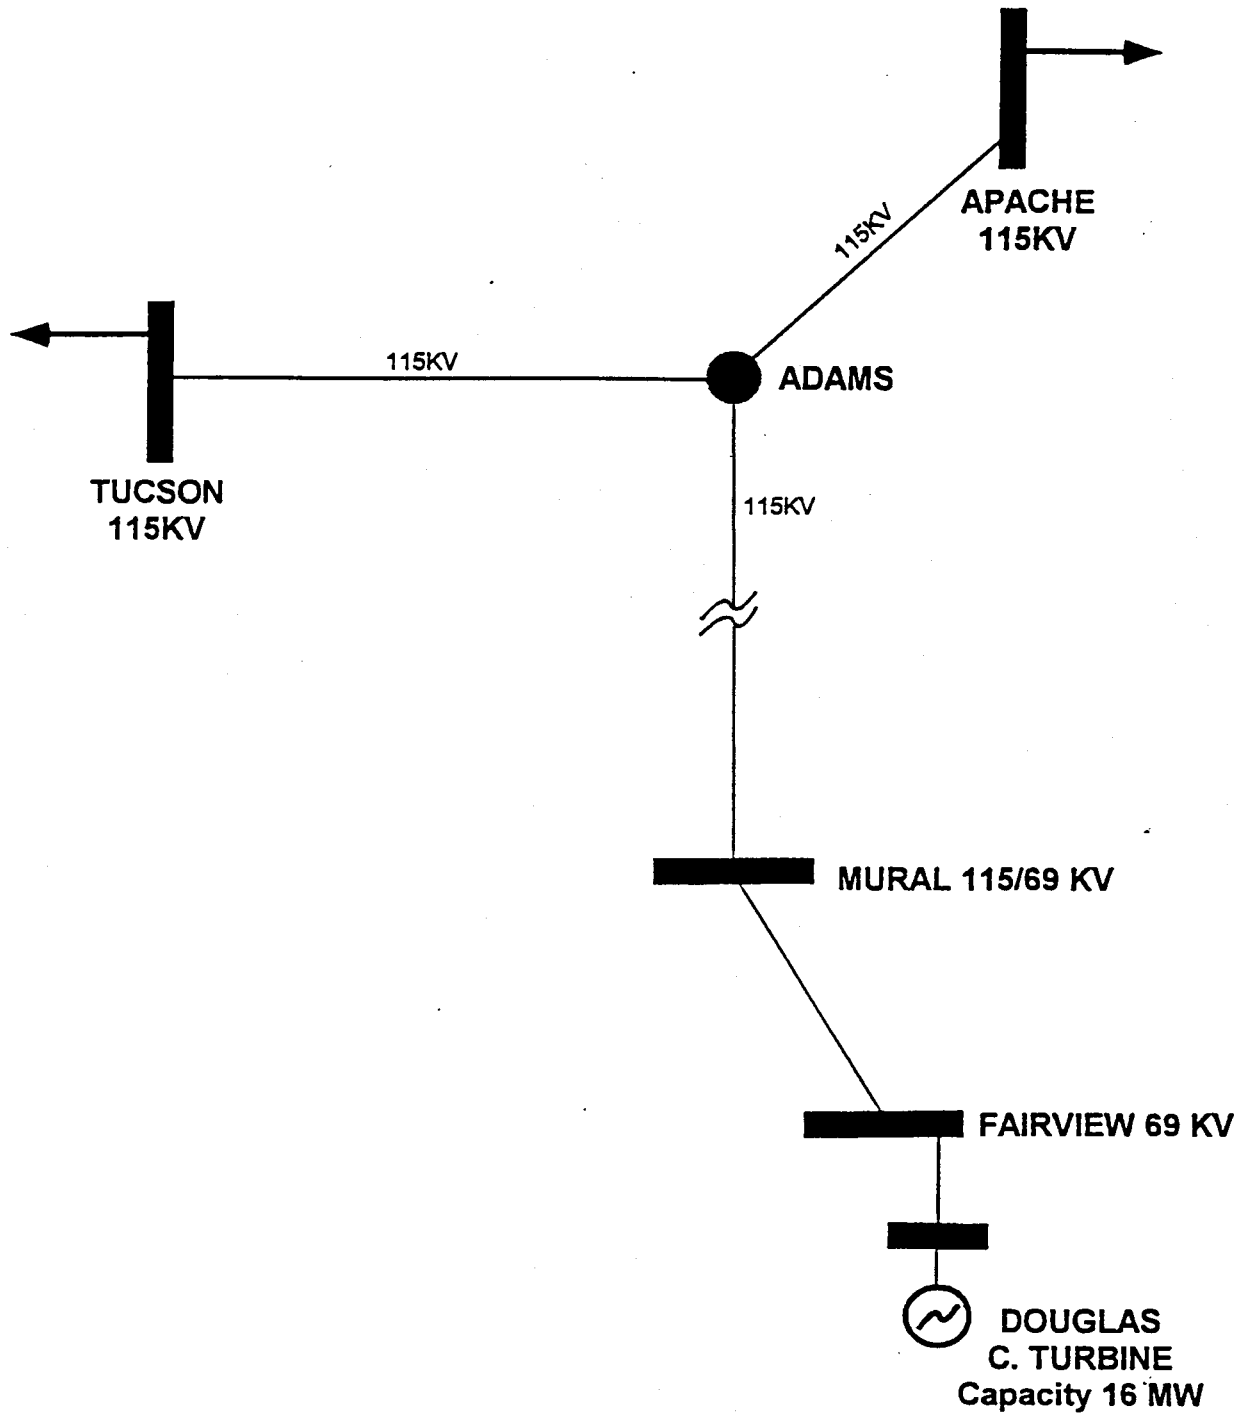 APACHE
115KV
115KV
115KV
ADAMS
TUCSON
115KV
115KV
MURAL 115/69 KV
FAIRVIEW 69 KV
DOUGLAS
C. TURBINE
Capacity 16 MW